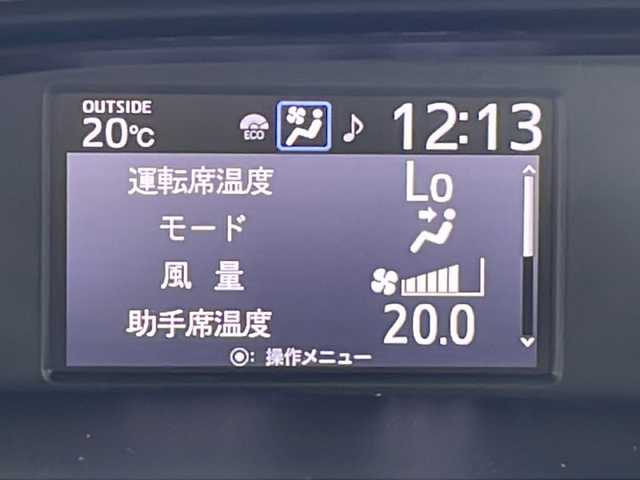 OUTSIDE
20℃ ECO 12:13
運転席温度 Lo
モード
風 量
助手席温度 20.0
: 操作メニュー